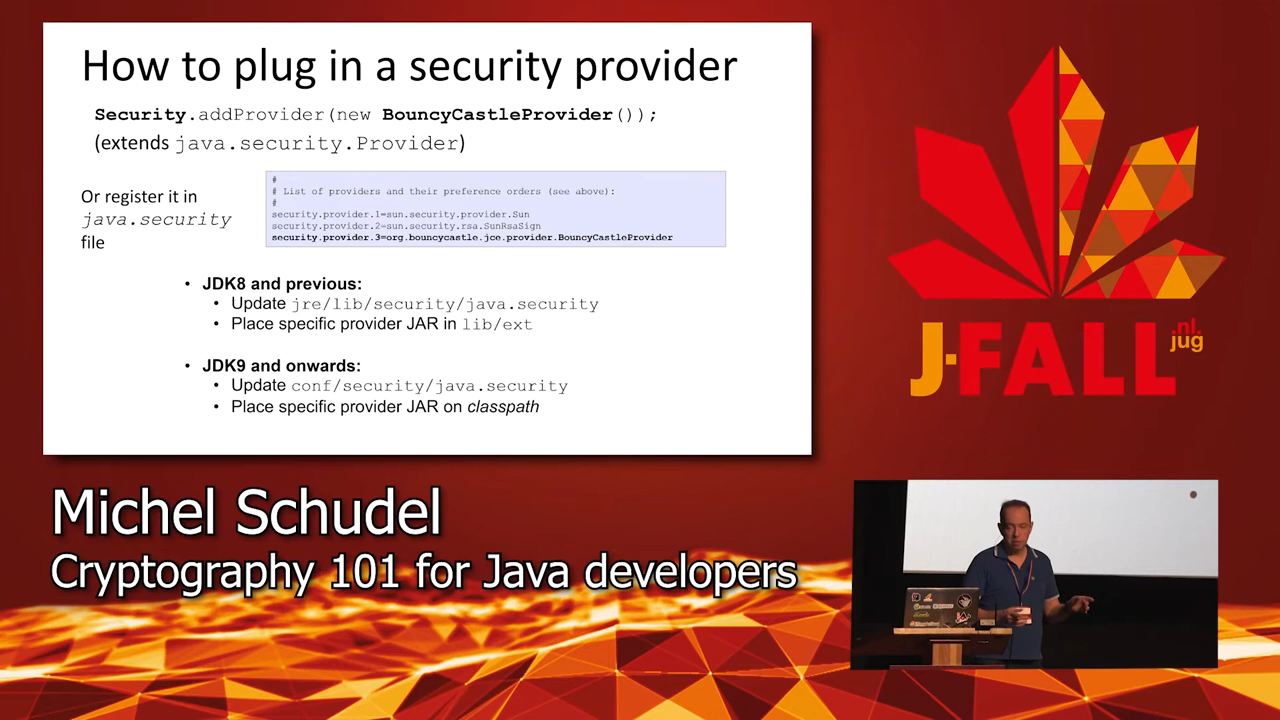 How to plug in a security provider
Security.addProvider(new BouncyCastleProvider());
(extends java.security.Provider)
Or register it in
java.security
file
#
# List of providers and their preference orders (see above):
#
security.provider.1=sun.security.provider.Sun
security.provider.2=sun.security.rsa.SunRsaSign
security.provider.3=org.bouncycastle.jce.provider.BouncyCastleProvider
• JDK8 and previous:
• Update jre/lib/security/java.security
• Place specific provider JAR in lib/ext
• JDK9 and onwards:
• Update conf/security/java.security
• Place specific provider JAR on classpath
J-FALL
.nl.
jug
Michel Schudel
Cryptography 101 for Java developers